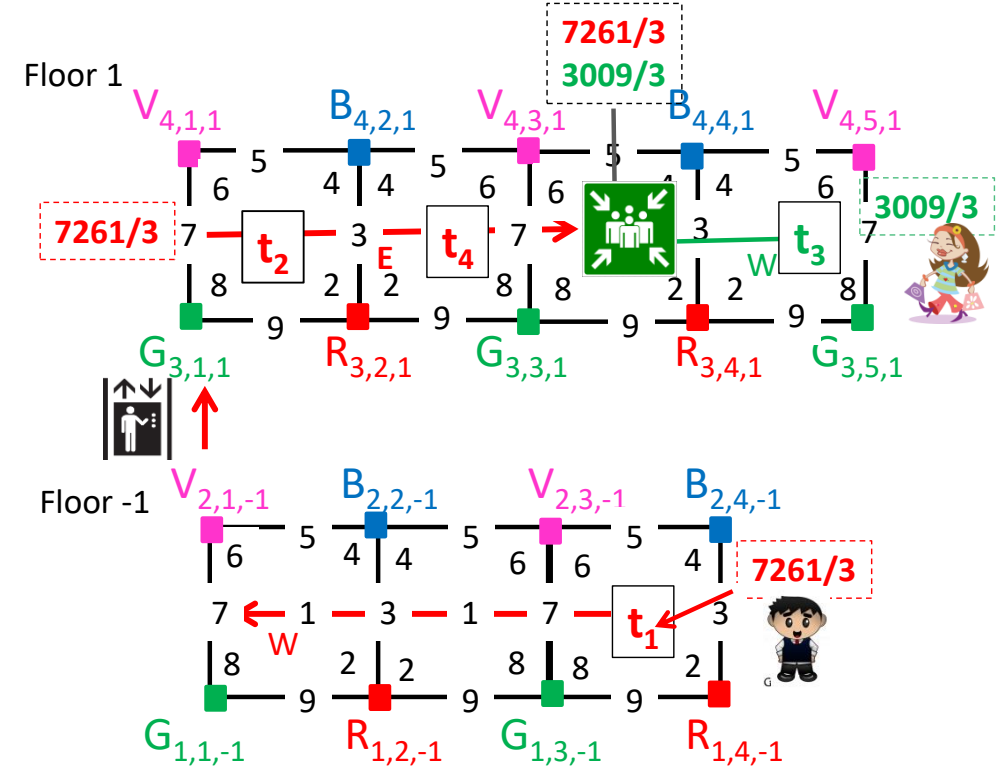 7261/3
3009/3
Floor 1
V4,1,1 B4,2,1 V4,3,1 B4,4,1 V4,5,1
5 5 5 5
6 4 4 6 6 4 4 6
7261/3 3009/3
7 t2 3 t4 7 3 t3 7
E W
8 2 2 8 8 2 2 8
9 9 9 9
G3,1,1 R3,2,1 G3,3,1 R3,4,1 G3,5,1
Floor -1
V2,1,-1 B2,2,-1 V2,3,-1 B2,4,-1
5 5 5
6 4 4 6 6 4
7261/3
7 1 3 1 7 t1 3
W
8 2 2 8 8 2
G
9 9 9
G1,1,-1 R1,2,-1 G1,3,-1 R1,4,-1